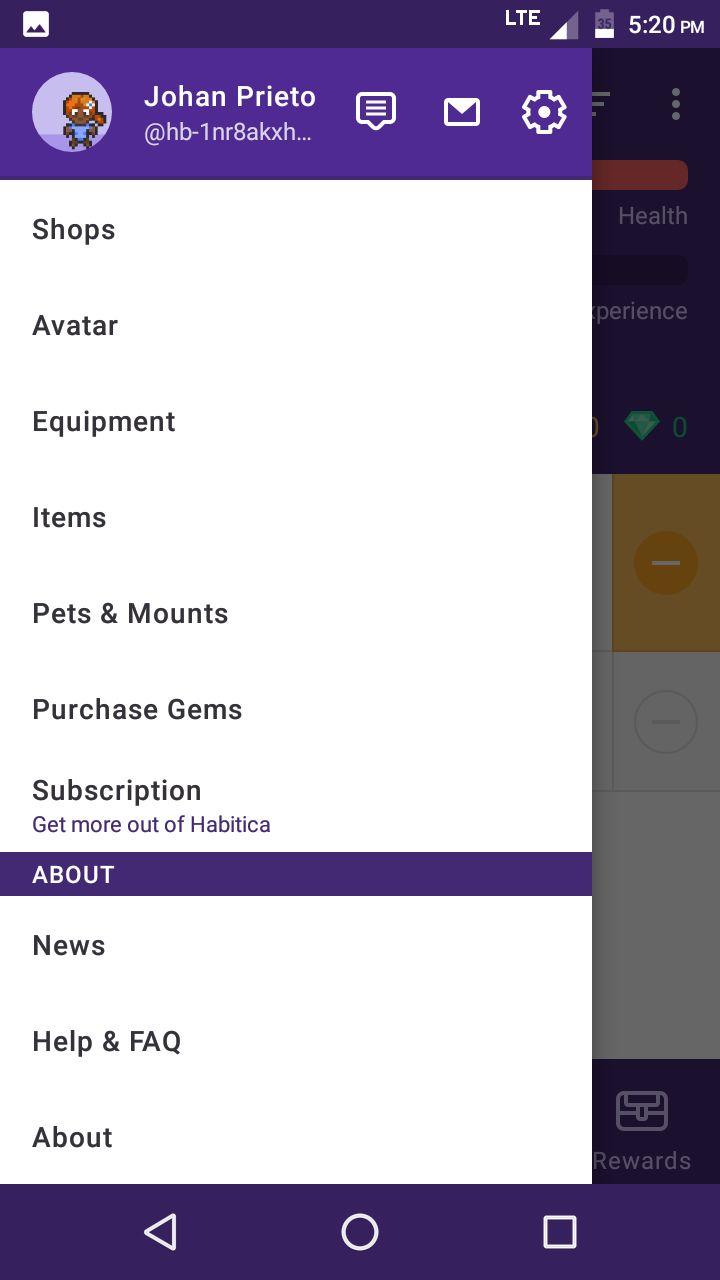 LTE 35 5:20 PM
Johan Prieto
@hb-1nr8akxh...
Health
xperience
0 0
Shops
Avatar
Equipment
Items
Pets & Mounts
Purchase Gems
Subscription
Get more out of Habitica
ABOUT
News
Help & FAQ
About
Rewards